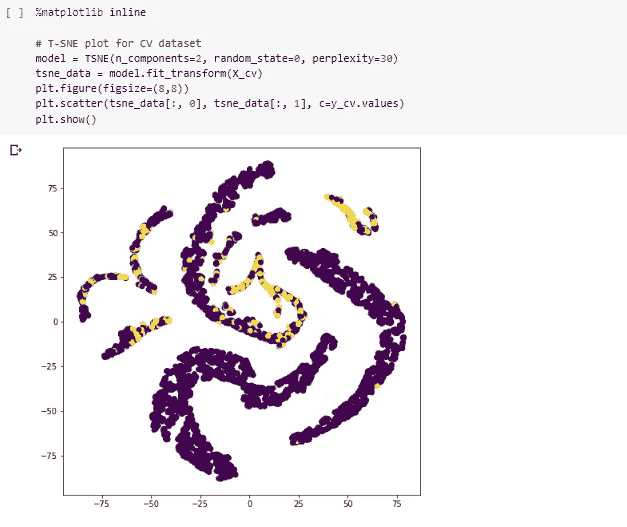 [ ] %matplotlib inline
# T-SNE plot for CV dataset
model = TSNE(n_components=2, random_state=0, perplexity=30)
tsne_data = model.fit_transform(X_cv)
plt.figure(figsize=(8,8))
plt.scatter(tsne_data[:, 0], tsne_data[:, 1], c=y_cv.values)
plt.show()
75
50
25
0
−25
−50
−75
−75 −50 −25 0 25 50 75